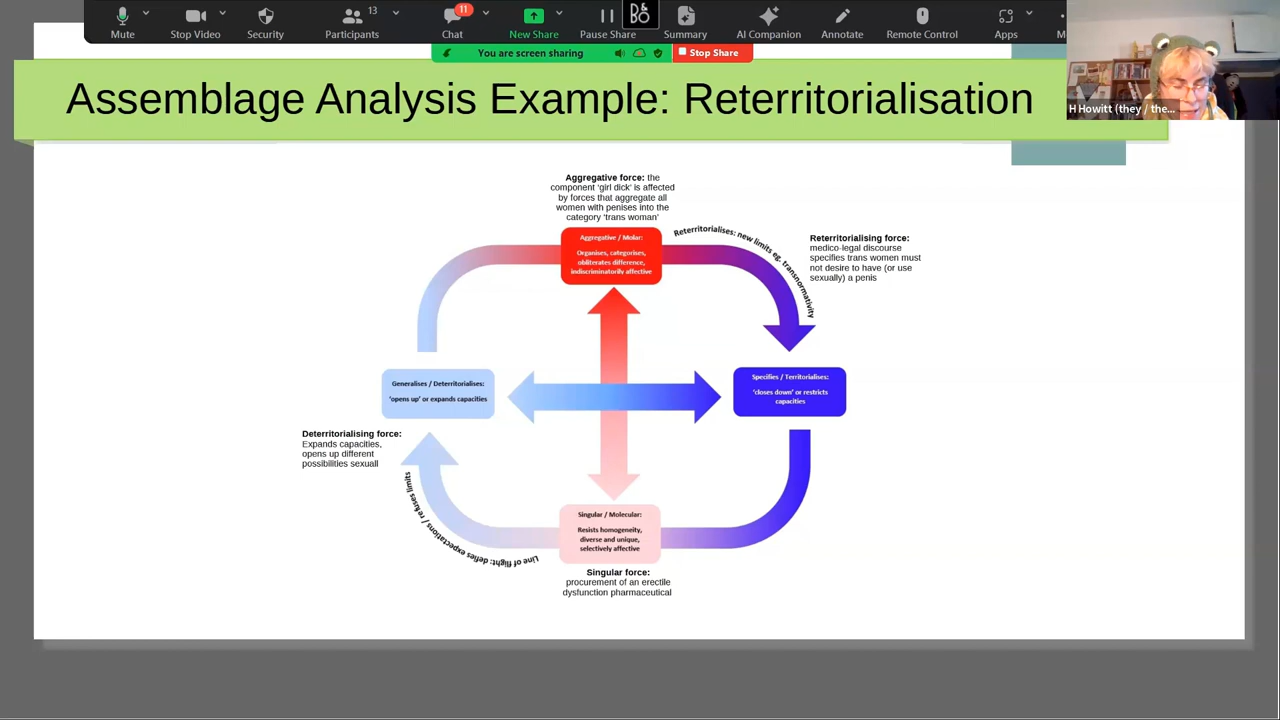 13
11
D&
BO
Mute
Stop Video
Security
Participants
Chat
New Share
Pause Share
Summary
AI Companion
Annotate
Remote Control
Apps
M
You are screen sharing
Stop Share
H Howitt (they / the...
Assemblage Analysis Example: Reterritorialisation
Aggregative force: the
component ‘girl dick’ is affected
by forces that aggregate all
women with penises into the
category ‘trans woman’
Aggregative / Molar:
Organises, categorises,
obliterates difference,
indiscriminatorily affective
Reterritorialises: new limits eg. transnormativity
Reterritorialising force:
medico-legal discourse
specifies trans women must
not desire to have (or use
sexually) a penis
Generalises / Deterritorialises:
‘opens up’ or expands capacities
Specifies / Territorialises:
‘closes down’ or restricts
capacities
Deterritorialising force:
Expands capacities,
opens up different
possibilities sexuall
Line of flight: defies expectations / refuses limits
Singular / Molecular:
Resists homogeneity,
diverse and unique,
selectively affective
Singular force:
procurement of an erectile
dysfunction pharmaceutical